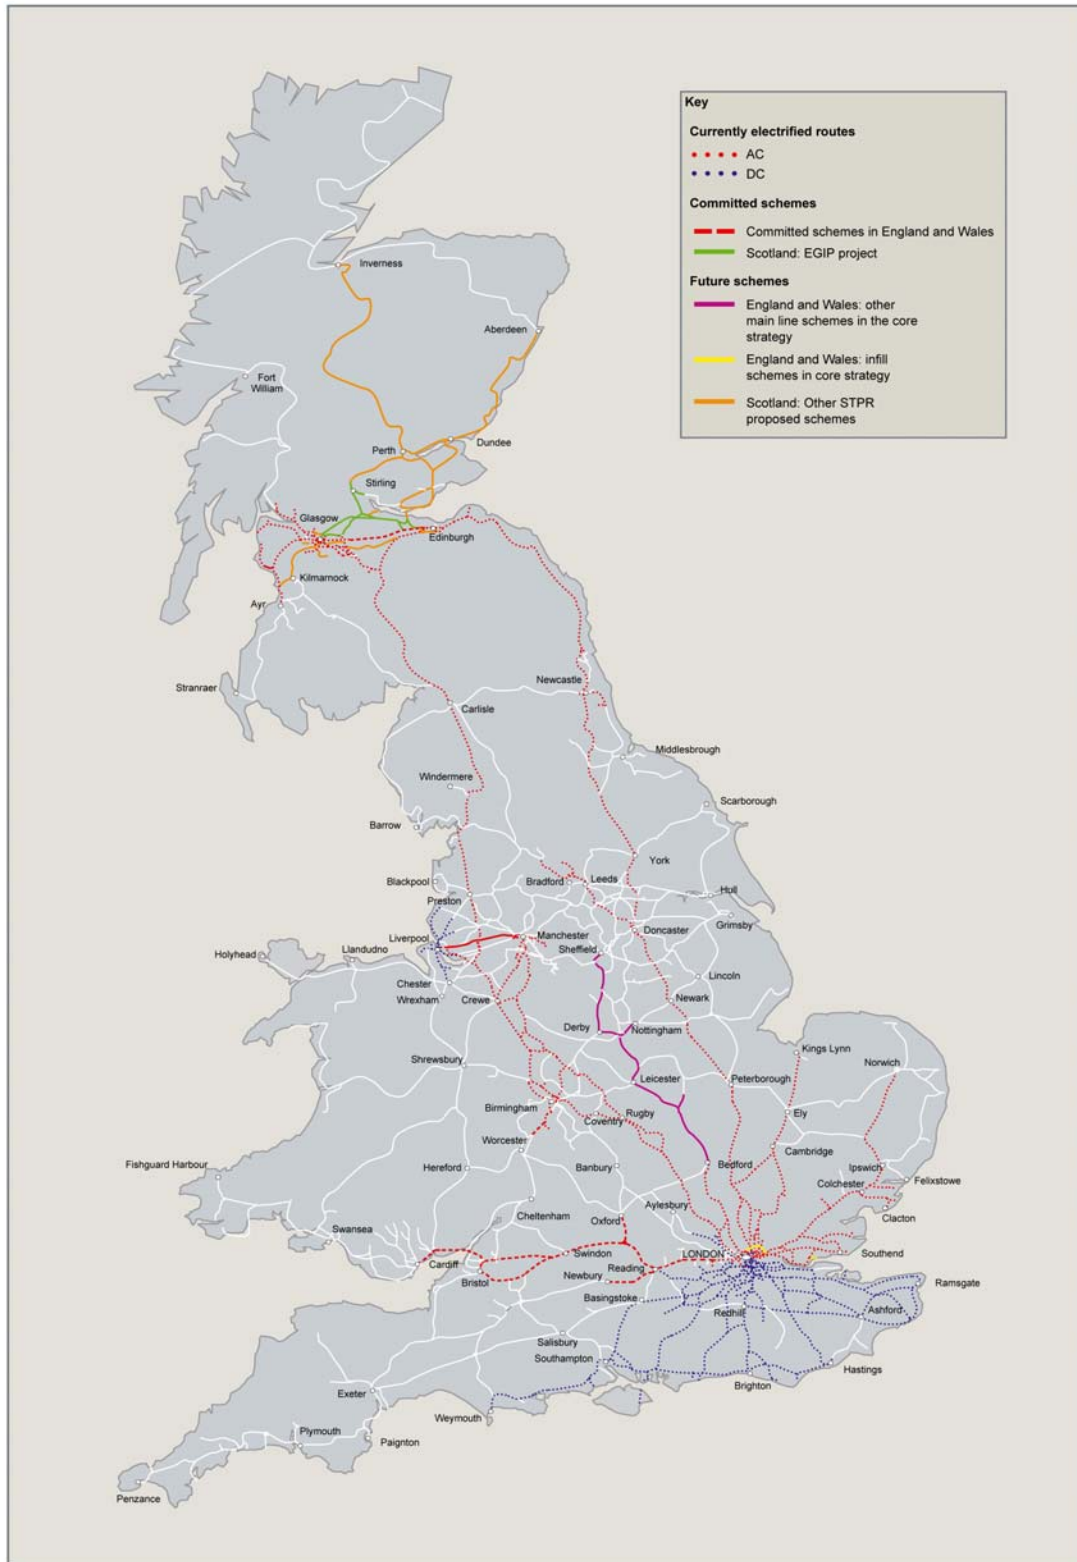 Key
Currently electrified routes
AC
DC
Committed schemes
Committed schemes in England and Wales
Scotland: EGIP project
Future schemes
England and Wales: other
main line schemes in the core
strategy
England and Wales: infill
schemes in core strategy
Scotland: Other STPR
proposed schemes
Inverness
Aberdeen
Fort
William
Dundee
Perth
Stirling
Glasgow
Edinburgh
Kilmarnock
Ayr
Newcastle
Stranraer
Carlisle
Middlesbrough
Windermere
Scarborough
Barrow
York
Blackpool
Bradford
Leeds
Hull
Preston
Grimsby
Doncaster
Manchester
Liverpool
Sheffield
Holyhead
Llandudno
Lincoln
Chester
Wrexham
Crewe
Newark
Derby
Nottingham
Kings Lynn
Norwich
Shrewsbury
Leicester
Peterborough
Birmingham
Rugby
Ely
Coventry
Worcester
Cambridge
Fishguard Harbour
Hereford
Banbury
Bedford
Ipswich
Felixstowe
Colchester
Aylesbury
Clacton
Cheltenham
Oxford
Swansea
Swindon
LONDON
Southend
Cardiff
Reading
Bristol
Newbury
Ramsgate
Basingstoke
Redhill
Ashford
Salisbury
Southampton
Hastings
Brighton
Exeter
Weymouth
Plymouth
Paignton
Penzance